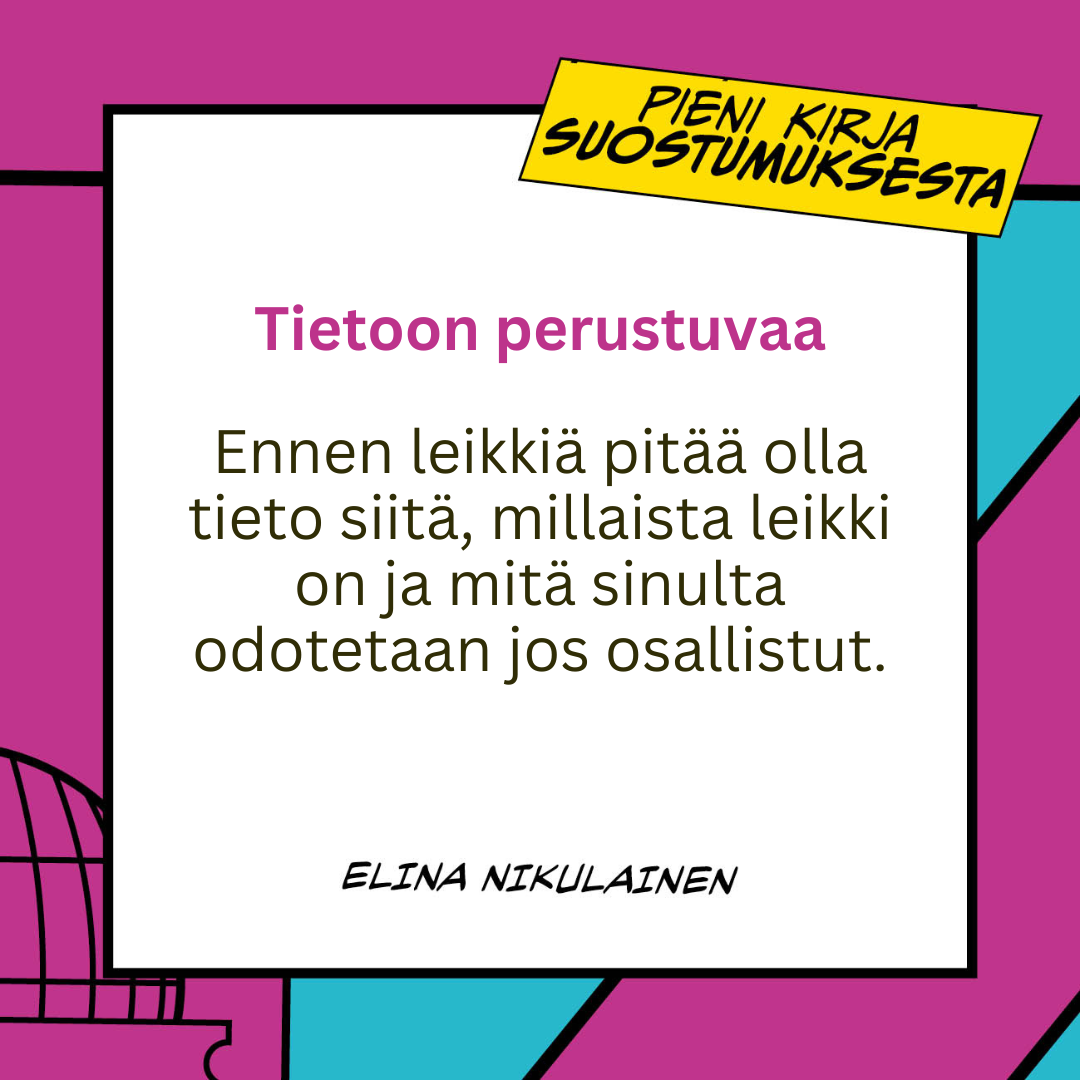 PIENI KIRJA
SUOSTUMUKSESTA
Tietoon perustuvaa
Ennen leikkiä pitää olla
tieto siitä, millaista leikki
on ja mitä sinulta
odotetaan jos osallistut.
ELINA NIKULAINEN